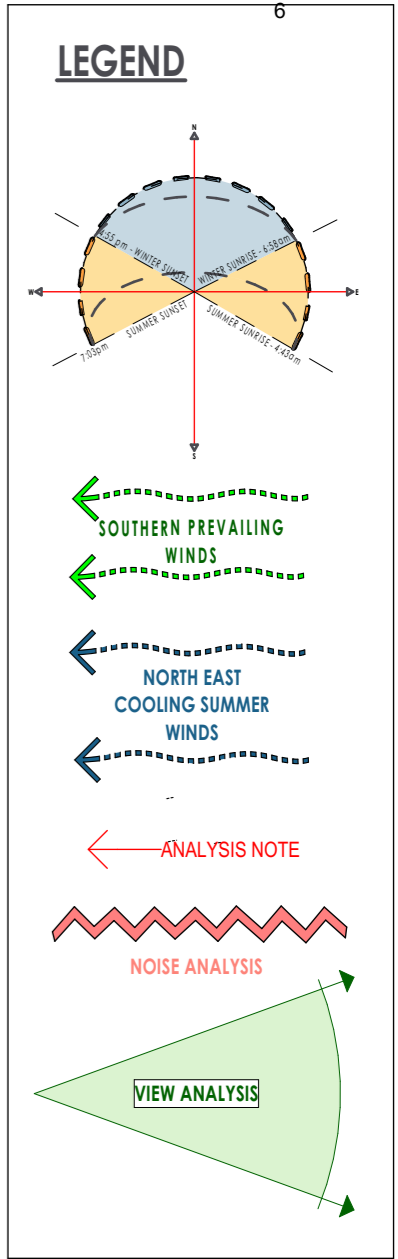 6
LEGEND
N
4:55 pm - WINTER SUNSET
WINTER SUNRISE - 6:58am
W
E
7:03pm SUMMER SUNSET
SUMMER SUNRISE - 4:43am
S
SOUTHERN PREVAILING
WINDS
NORTH EAST
COOLING SUMMER
WINDS
ANALYSIS NOTE
NOISE ANALYSIS
VIEW ANALYSIS